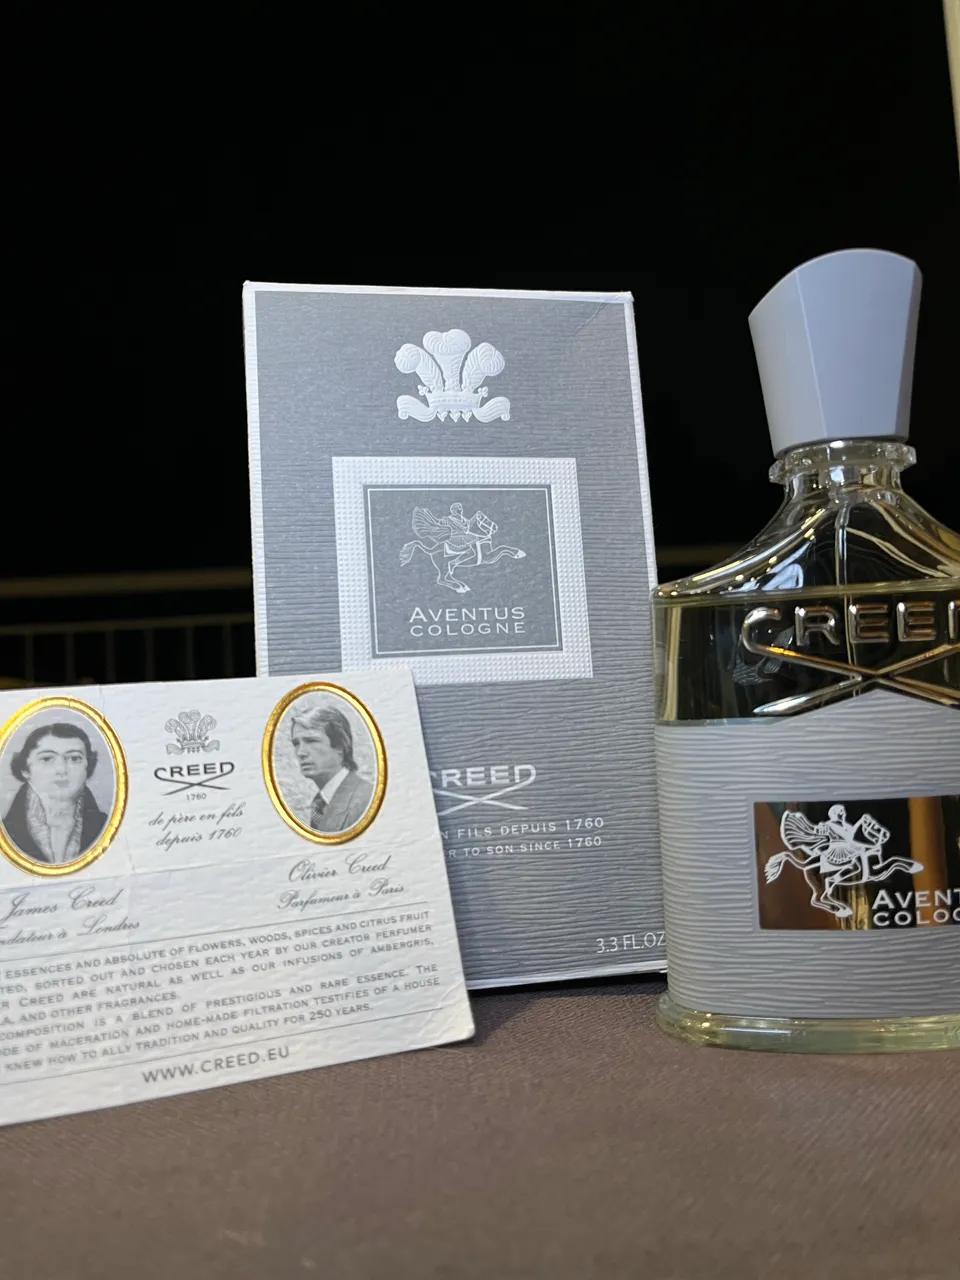 AVENTUS
COLOGNE
CREED
FILS DEPUIS 1760
TO SON SINCE 1760
3.3 FL.OZ
CREED
AVENT
COLO
CREED
1760
de père en fils
depuis 1760
James Creed
à Londres
Olivier Creed
Parfumeur à Paris
ESSENCES AND ABSOLUTE OF FLOWERS, WOODS, SPICES AND CITRUS FRUIT
SORTED OUT AND CHOSEN EACH YEAR BY OUR CREATOR PERFUMER
CREED ARE NATURAL AS WELL AS OUR INFUSIONS OF AMBERGRIS,
AND OTHER FRAGRANCES.
COMPOSITION IS A BLEND OF PRESTIGIOUS AND RARE ESSENCE. THE
OF MACERATION AND HOME-MADE FILTRATION TESTIFIES OF A HOUSE
KNEW HOW TO ALLY TRADITION AND QUALITY FOR 250 YEARS.
WWW.CREED.EU